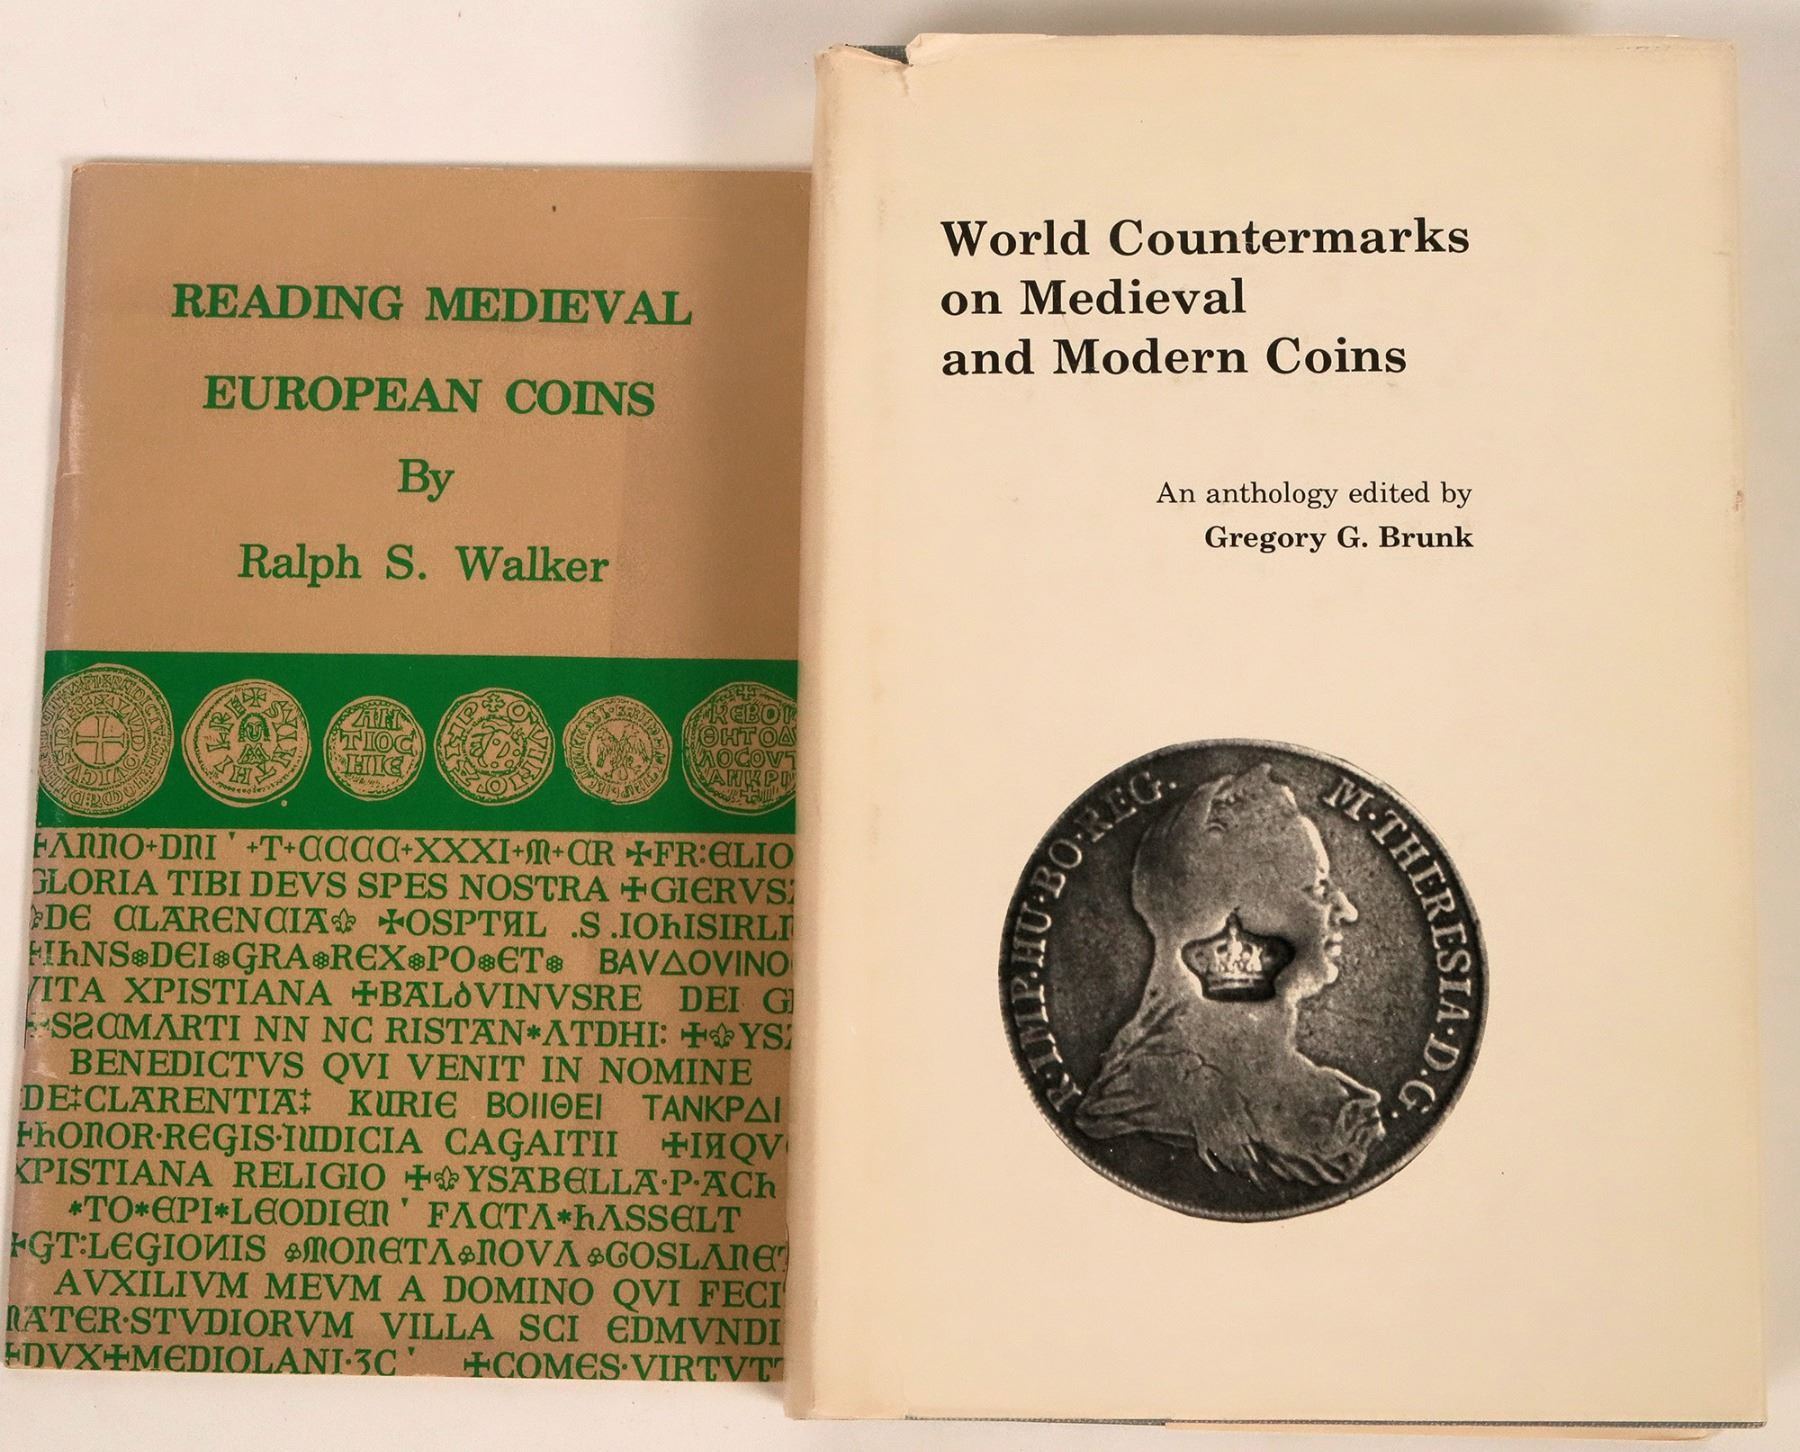 READING MEDIEVAL
EUROPEAN COINS
By
Ralph S. Walker
+ANNO+DNI ' +T+CCCC+XXXI+M+CR ✠FR:ELIO
GLORIA TIBI DEVS SPES NOSTRA ✠GIERVS
DE CLARENCIA⚜ ✠OSPTAL .S.IOhISIRLI
IhNS❁DEI❁GRA❁REX❁PO❁ET❁ BAVΔOVINO
VITA XPISTIANA ✠BALδVINVSRE DEI G
SƧCMARTI NN NC RISTAN*ATDHI: ✠⚜YS
BENEDICTVS QVI VENIT IN NOMINE
DE‡CLARENTIA‡ KURIE BOIIΘEI TANKPΔI
✠hONOR·REGIS·IUDICIA CAGAITII ✠IЯQV
XPISTIANA RELIGIO ✠⚜YSABELLA·P·ACh
*TO*EPI*LEODIEN ' FACTA*hASSELT
✠GT:LEGIOИIS MONETA NOVA GOSLARE
AVXILIVM MEVM A DOMINO QVI FECI
MATER·STVDIORVM VILLA SCI EDMVNDI
✠DVX✠MEDIOLANI·3C ' ✠COMES·VIRTVT
World Countermarks
on Medieval
and Modern Coins
An anthology edited by
Gregory G. Brunk
R·IMP·HU·BO·REG. M·THERESIA·D·G.